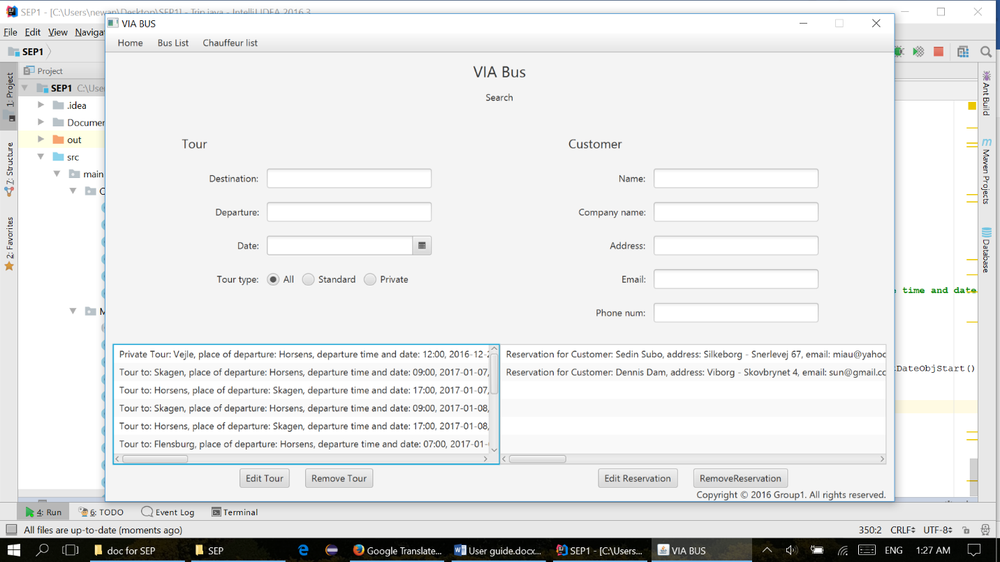 SEP1 - [C:\Users\newap\Desktop\SEP1] - Trip.java - IntelliJ IDEA 2016.3
File Edit View Naviga
SEP1
Project
SEP1 C:\Use
.idea
Documen
out
src
main
C
M
1: Project
7: Structure
2: Favorites
VIA BUS
Home Bus List Chauffeur list
VIA Bus
Search
Tour
Destination:
Departure:
Date:
Tour type: All Standard Private
Customer
Name:
Company name:
Address:
Email:
Phone num:
Private Tour: Vejle, place of departure: Horsens, departure time and date: 12:00, 2016-12-2
Tour to: Skagen, place of departure: Horsens, departure time and date: 09:00, 2017-01-07,
Tour to: Horsens, place of departure: Skagen, departure time and date: 17:00, 2017-01-07,
Tour to: Skagen, place of departure: Horsens, departure time and date: 09:00, 2017-01-08,
Tour to: Horsens, place of departure: Skagen, departure time and date: 17:00, 2017-01-08,
Tour to: Flensburg, place of departure: Horsens, departure time and date: 07:00, 2017-01-
Reservation for Customer: Sedin Subo, address: Silkeborg - Snerlevej 67, email: miau@yahoo
Reservation for Customer: Dennis Dam, address: Viborg - Skovbrynet 4, email: sun@gmail.cc
Edit Tour Remove Tour
Edit Reservation RemoveReservation
Copyright © 2016 Group1. All rights reserved.
time and date
DateObjStart()
Ant Build
Maven Projects
Database
4: Run 6: TODO Event Log Terminal
All files are up-to-date (moments ago)
350:2 CRLF UTF-8
doc for SEP SEP Google Translate... User guide.docx... SEP1 - [C:\Users... VIA BUS ENG 1:27 AM